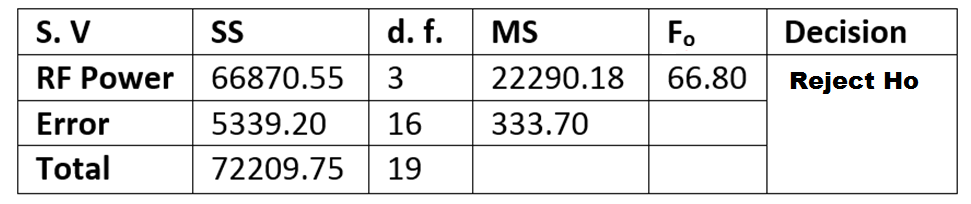 S. V SS d. f. MS Fₒ Decision
RF Power 66870.55 3 22290.18 66.80 Reject Ho
Error 5339.20 16 333.70
Total 72209.75 19